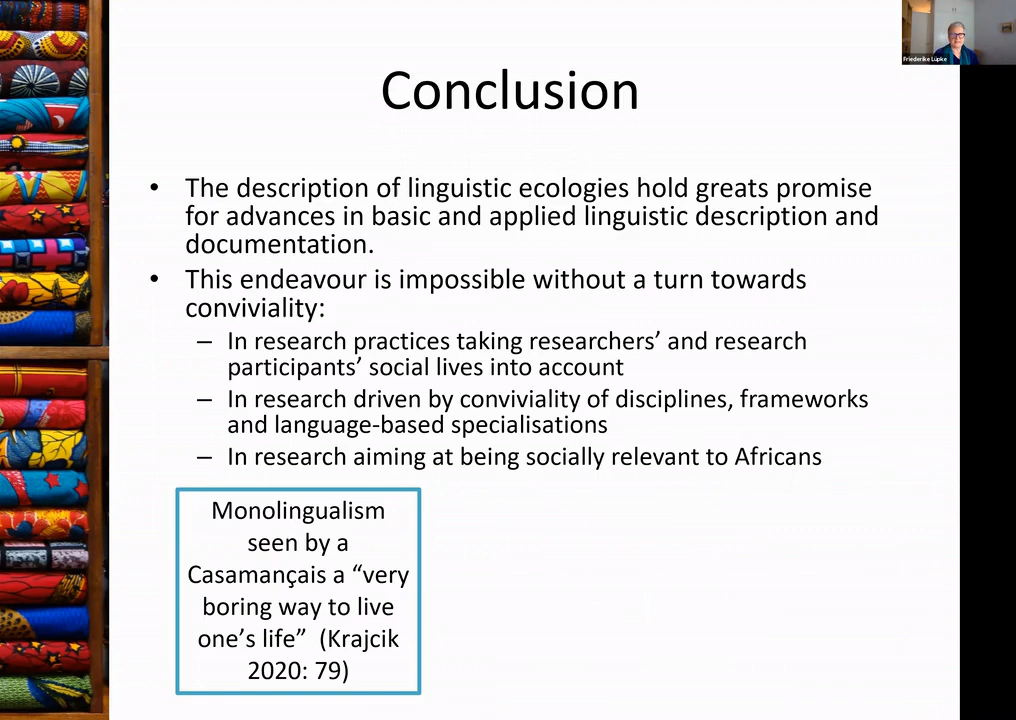 Friederike Lüpke
Conclusion
• The description of linguistic ecologies hold greats promise
for advances in basic and applied linguistic description and
documentation.
• This endeavour is impossible without a turn towards
conviviality:
– In research practices taking researchers’ and research
participants’ social lives into account
– In research driven by conviviality of disciplines, frameworks
and language-based specialisations
– In research aiming at being socially relevant to Africans
Monolingualism
seen by a
Casamançais a “very
boring way to live
one’s life” (Krajcik
2020: 79)